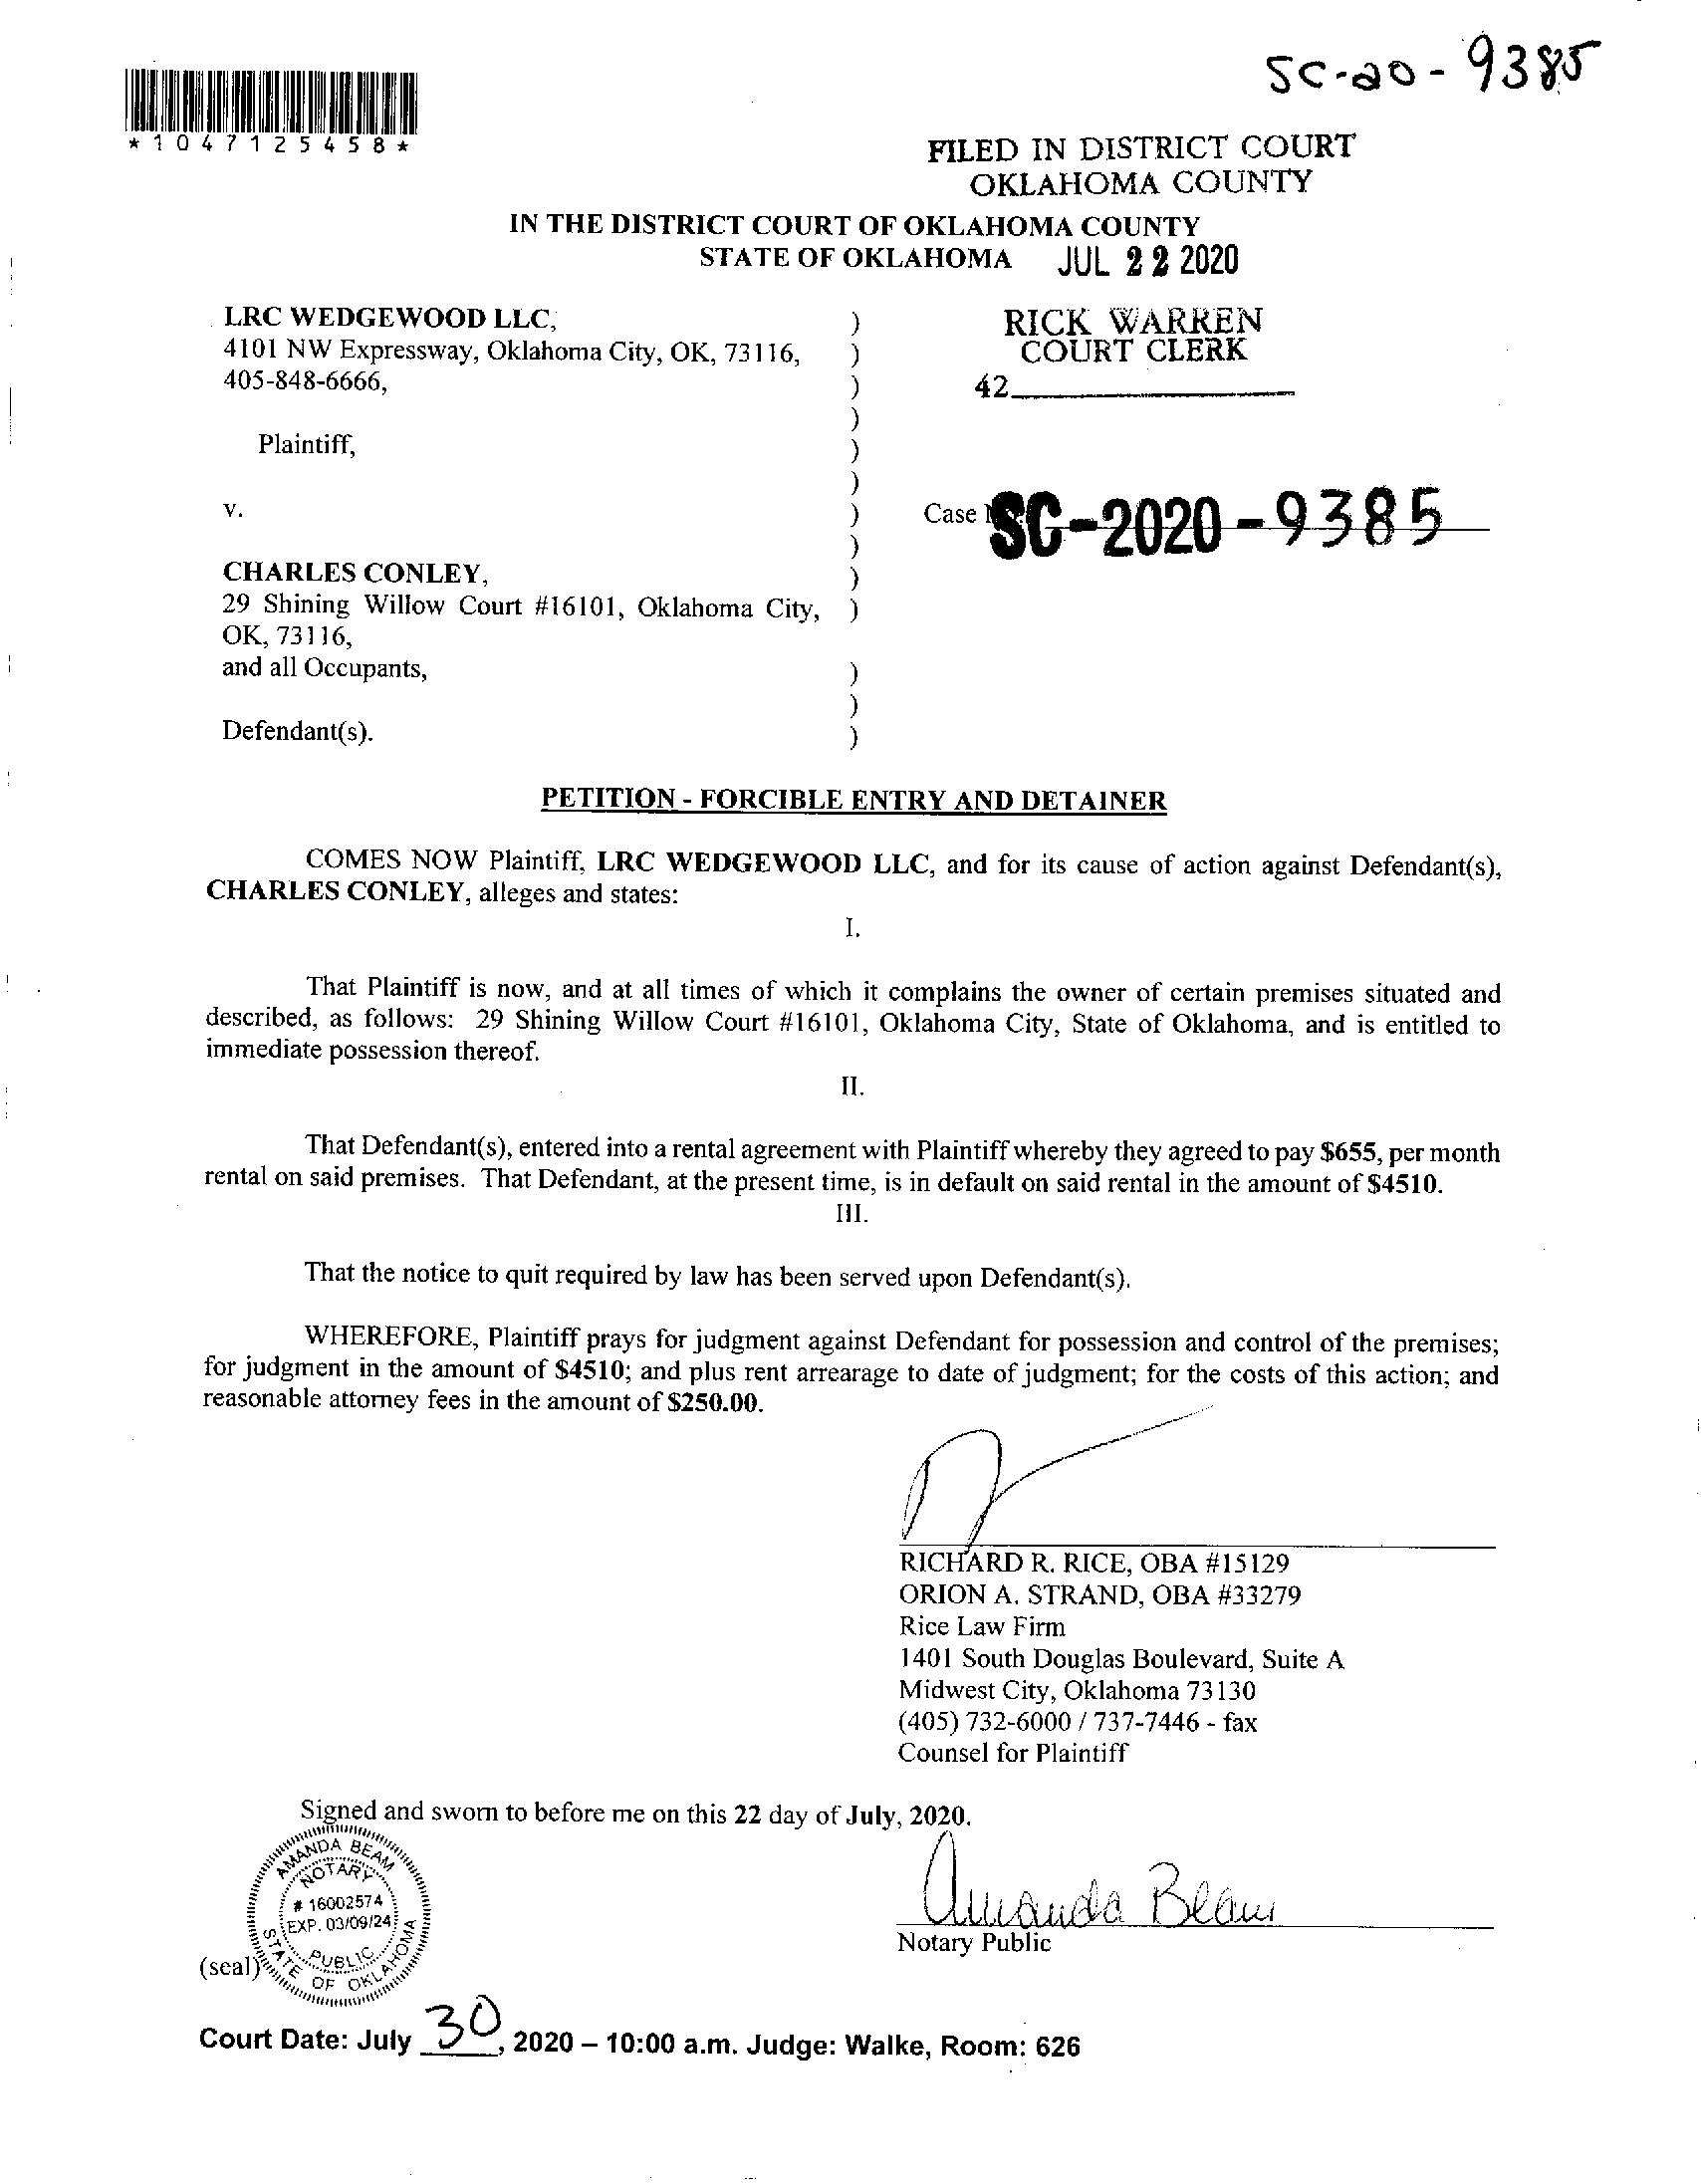 SC-20-9385
*1047125458*
FILED IN DISTRICT COURT
OKLAHOMA COUNTY
IN THE DISTRICT COURT OF OKLAHOMA COUNTY
STATE OF OKLAHOMA
JUL 22 2020
LRC WEDGEWOOD LLC, )
4101 NW Expressway, Oklahoma City, OK, 73116, )
405-848-6666, )
)
Plaintiff, )
)
RICK WARREN
COURT CLERK
42
v. )
Case SC-2020-9385
)
CHARLES CONLEY, )
29 Shining Willow Court #16101, Oklahoma City, )
OK, 73116,
and all Occupants, )
)
Defendant(s). )
PETITION - FORCIBLE ENTRY AND DETAINER
COMES NOW Plaintiff, LRC WEDGEWOOD LLC, and for its cause of action against Defendant(s),
CHARLES CONLEY, alleges and states:
I.
That Plaintiff is now, and at all times of which it complains the owner of certain premises situated and
described, as follows: 29 Shining Willow Court #16101, Oklahoma City, State of Oklahoma, and is entitled to
immediate possession thereof.
II.
That Defendant(s), entered into a rental agreement with Plaintiff whereby they agreed to pay $655, per month
rental on said premises. That Defendant, at the present time, is in default on said rental in the amount of $4510.
III.
That the notice to quit required by law has been served upon Defendant(s).
WHEREFORE, Plaintiff prays for judgment against Defendant for possession and control of the premises;
for judgment in the amount of $4510; and plus rent arrearage to date of judgment; for the costs of this action; and
reasonable attorney fees in the amount of $250.00.
RICHARD R. RICE, OBA #15129
ORION A. STRAND, OBA #33279
Rice Law Firm
1401 South Douglas Boulevard, Suite A
Midwest City, Oklahoma 73130
(405) 732-6000 / 737-7446 - fax
Counsel for Plaintiff
Signed and sworn to before me on this 22 day of July, 2020.
AMANDA BEAM
NOTARY
# 16002574
EXP. 03/09/24
PUBLIC
STATE OF OKLAHOMA
(seal)
Amanda Beam
Notary Public
Court Date: July 30, 2020 – 10:00 a.m. Judge: Walke, Room: 626